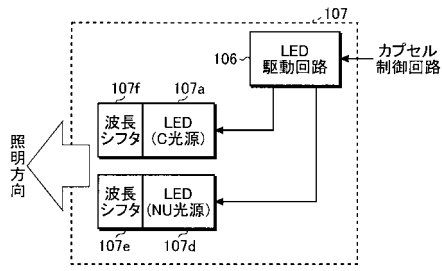 107
106
LED
駆動回路
カプセル
制御回路
107f
107a
波長
シフタ
LED
(C光源)
照明方向
波長
シフタ
LED
(NU光源)
107e
107d